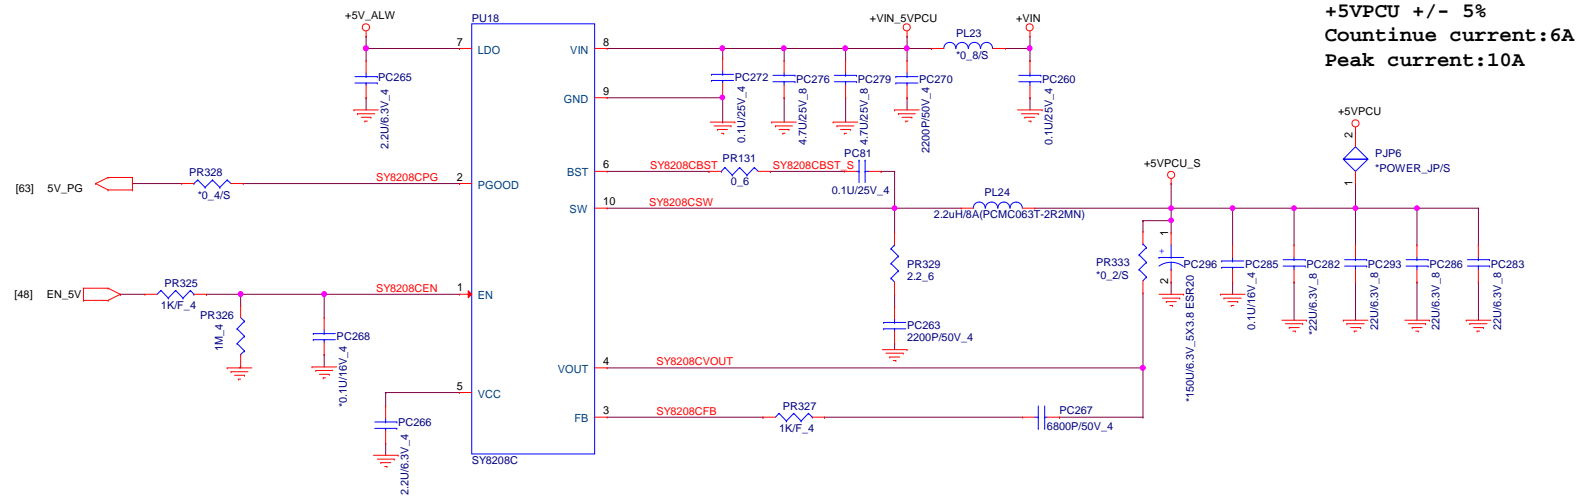 +5VPCU +/- 5%
Countinue current:6A
Peak current:10A
+5V_ALW
PU18
+VIN_5VPCU
+VIN
PL23
*0_8/S
7
LDO
VIN
8
PC265
2.2U/6.3V_4
GND
9
PC272
0.1U/25V_4
PC276
4.7U/25V_8
PC279
4.7U/25V_8
PC270
2200P/50V_4
PC260
0.1U/25V_4
+5VPCU
2
PJP6
*POWER_JP/S
1
[63]
5V_PG
PR328
*0_4/S
SY8208CPG
2
PGOOD
BST
6
SY8208CBST
PR131
0_6
SY8208CBST_S
PC81
0.1U/25V_4
+5VPCU_S
SW
10
SY8208CSW
PL24
2.2uH/8A(PCMC063T-2R2MN)
PR329
2.2_6
PC263
2200P/50V_4
PR333
*0_2/S
1
+
2
PC296
*150U/6.3V_5X3.8 ESR20
PC285
0.1U/16V_4
PC282
*22U/6.3V_8
PC293
22U/6.3V_8
PC286
22U/6.3V_8
PC283
22U/6.3V_8
[48]
EN_5V
PR325
1K/F_4
SY8208CEN
1
EN
PR326
1M_4
PC268
*0.1U/16V_4
VOUT
4
SY8208CVOUT
5
VCC
PC266
2.2U/6.3V_4
FB
3
SY8208CFB
PR327
1K/F_4
PC267
6800P/50V_4
SY8208C